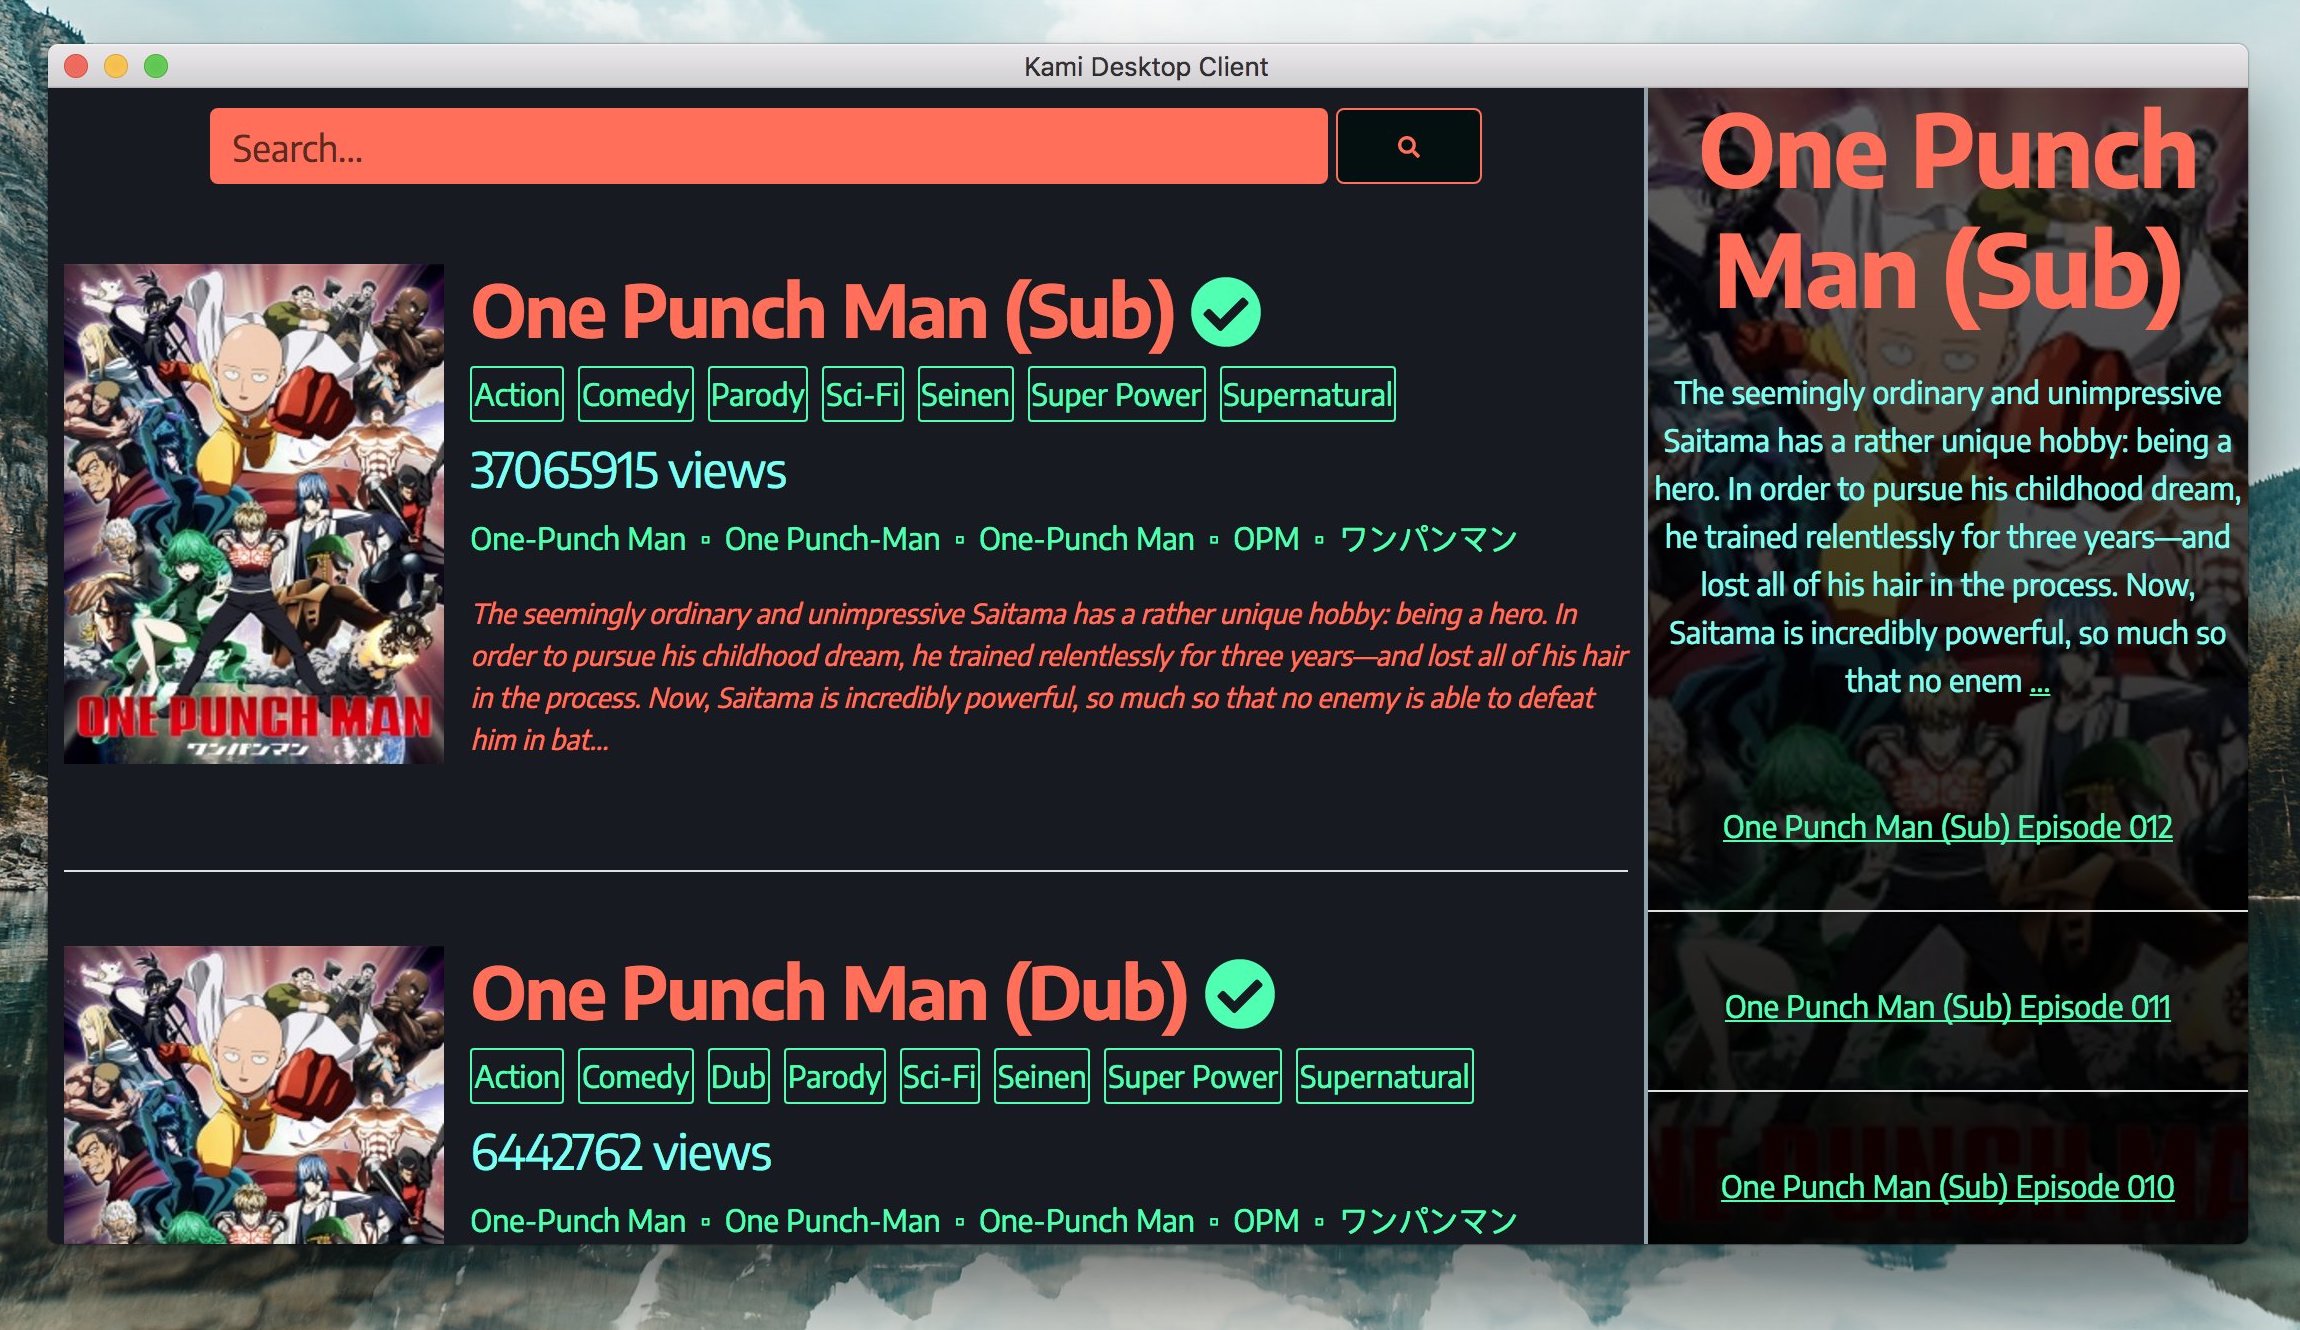 Kami Desktop Client
Search...
One Punch Man (Sub)
Action Comedy Parody Sci-Fi Seinen Super Power Supernatural
37065915 views
One-Punch Man ▫ One Punch-Man ▫ One-Punch Man ▫ OPM ▫ ワンパンマン
The seemingly ordinary and unimpressive Saitama has a rather unique hobby: being a hero. In
order to pursue his childhood dream, he trained relentlessly for three years—and lost all of his hair
in the process. Now, Saitama is incredibly powerful, so much so that no enemy is able to defeat
him in bat...
ONE PUNCH MAN
ワンパンマン
One Punch Man (Dub)
Action Comedy Dub Parody Sci-Fi Seinen Super Power Supernatural
6442762 views
One-Punch Man ▫ One Punch-Man ▫ One-Punch Man ▫ OPM ▫ ワンパンマン
One Punch
Man (Sub)
The seemingly ordinary and unimpressive
Saitama has a rather unique hobby: being a
hero. In order to pursue his childhood dream,
he trained relentlessly for three years—and
lost all of his hair in the process. Now,
Saitama is incredibly powerful, so much so
that no enem ...
One Punch Man (Sub) Episode 012
One Punch Man (Sub) Episode 011
One Punch Man (Sub) Episode 010